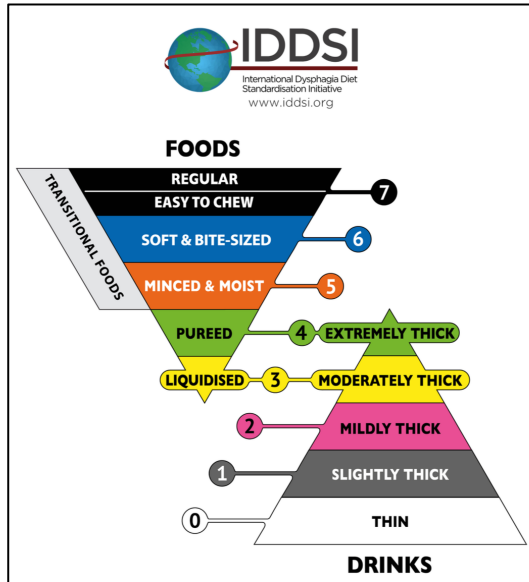 IDDSI
International Dysphagia Diet
Standardisation Initiative
www.iddsi.org
FOODS
TRANSITIONAL FOODS
REGULAR
EASY TO CHEW
7
SOFT & BITE-SIZED
6
MINCED & MOIST
5
PUREED
4
EXTREMELY THICK
LIQUIDISED
3
MODERATELY THICK
2
MILDLY THICK
1
SLIGHTLY THICK
0
THIN
DRINKS